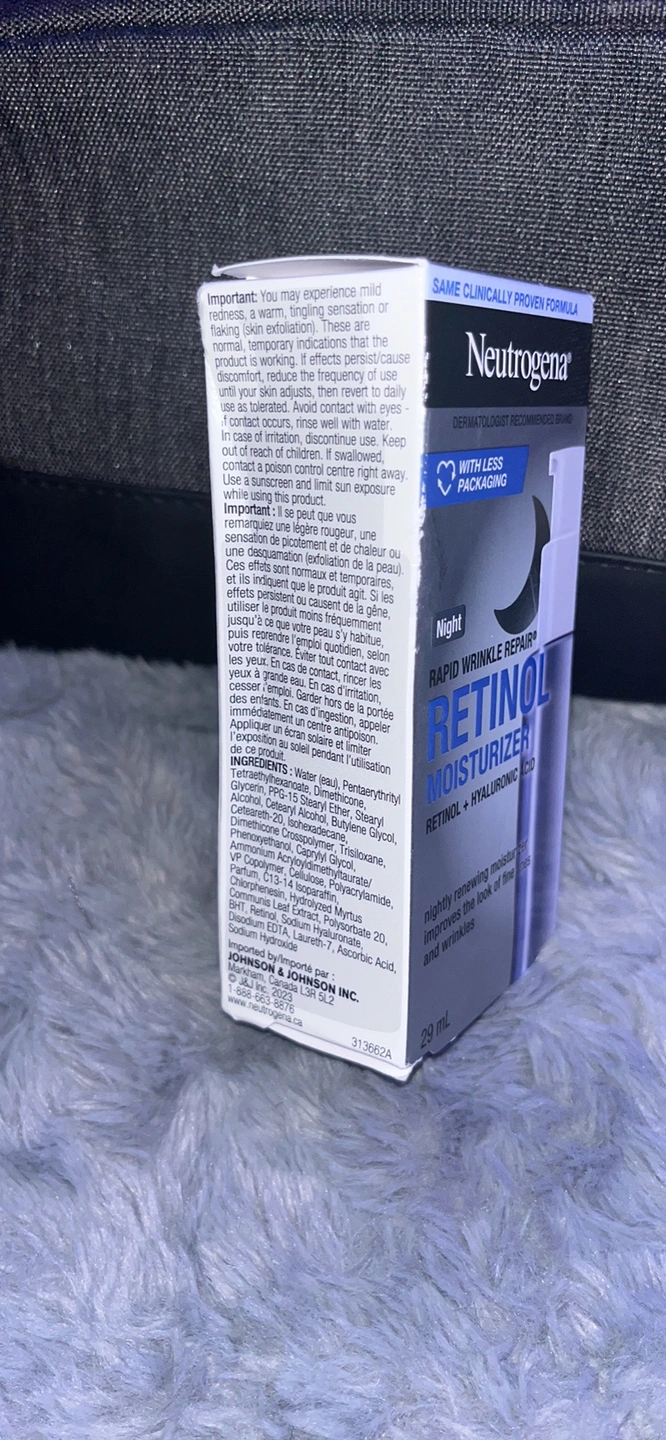 Important: You may experience mild
redness, a warm, tingling sensation or
flaking (skin exfoliation). These are
normal, temporary indications that the
product is working. If effects persist/cause
discomfort, reduce the frequency of use
until your skin adjusts, then revert to daily
use as tolerated. Avoid contact with eyes -
if contact occurs, rinse well with water.
In case of irritation, discontinue use. Keep
out of reach of children. If swallowed,
contact a poison control centre right away.
Use a sunscreen and limit sun exposure
while using this product.
Important : Il se peut que vous
remarquiez une légère rougeur, une
sensation de picotement et de chaleur ou
une desquamation (exfoliation de la peau).
Ces effets sont normaux et temporaires,
et ils indiquent que le produit agit. Si les
effets persistent ou causent de la gêne,
utiliser le produit moins fréquemment
jusqu'à ce que votre peau s'y habitue,
puis reprendre l'emploi quotidien, selon
votre tolérance. Éviter tout contact avec
les yeux. En cas de contact, rincer les
yeux à grande eau. En cas d'irritation,
cesser l'emploi. Garder hors de la portée
des enfants. En cas d'ingestion, appeler
immédiatement un centre antipoison.
Appliquer un écran solaire et limiter
l'exposition au soleil pendant l'utilisation
de ce produit.
INGREDIENTS : Water (eau), Pentaerythrityl
Tetraethylhexanoate, Dimethicone,
Glycerin, PPG-15 Stearyl Ether, Stearyl
Alcohol, Cetearyl Alcohol, Butylene Glycol,
Ceteareth-20, Isohexadecane,
Dimethicone Crosspolymer, Trisiloxane,
Phenoxyethanol, Caprylyl Glycol,
Ammonium Acryloyldimethyltaurate/
VP Copolymer, Cellulose, Polyacrylamide,
Parfum, C13-14 Isoparaffin,
Chlorphenesin, Hydrolyzed Myrtus
Communis Leaf Extract, Polysorbate 20,
BHT, Retinol, Sodium Hyaluronate,
Disodium EDTA, Laureth-7, Ascorbic Acid,
Sodium Hydroxide
Imported by/Importé par :
JOHNSON & JOHNSON INC.
Markham, Canada L3R 5L2
© J&J Inc. 2023
1-888-663-8876
www.neutrogena.ca
313662A
SAME CLINICALLY PROVEN FORMULA
Neutrogena®
DERMATOLOGIST RECOMMENDED BRAND
WITH LESS
PACKAGING
Night
RAPID WRINKLE REPAIR®
RETINOL
MOISTURIZER
RETINOL + HYALURONIC ACID
nightly renewing moisturizer
improves the look of fine lines
and wrinkles
29 mL